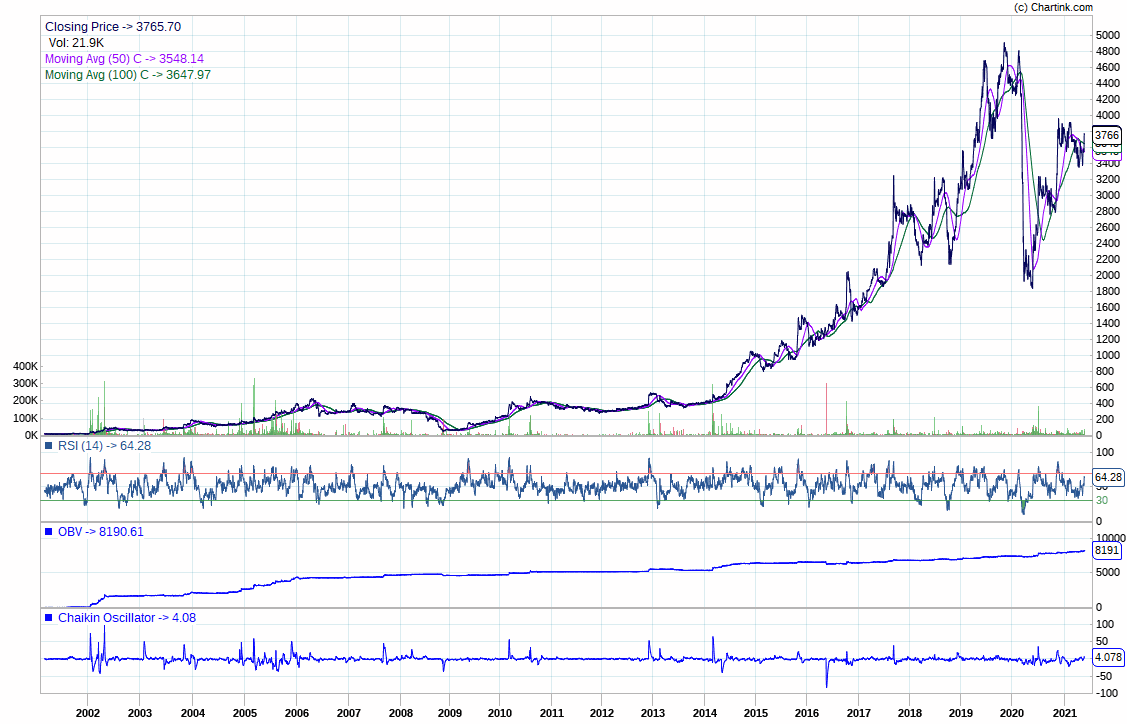 (c) Chartink.com
Closing Price -> 3765.70
Vol: 21.9K
Moving Avg (50) C -> 3548.14
Moving Avg (100) C -> 3647.97
5000
4800
4600
4400
4200
4000
3766
3400
3200
3000
2800
2600
2400
2200
2000
1800
1600
1400
1200
1000
800
600
400
200
0
400K
300K
200K
100K
0K
RSI (14) -> 64.28
100
64.28
50
30
0
OBV -> 8190.61
10000
8191
5000
0
Chaikin Oscillator -> 4.08
100
50
4.078
-50
-100
2002 2003 2004 2005 2006 2007 2008 2009 2010 2011 2012 2013 2014 2015 2016 2017 2018 2019 2020 2021